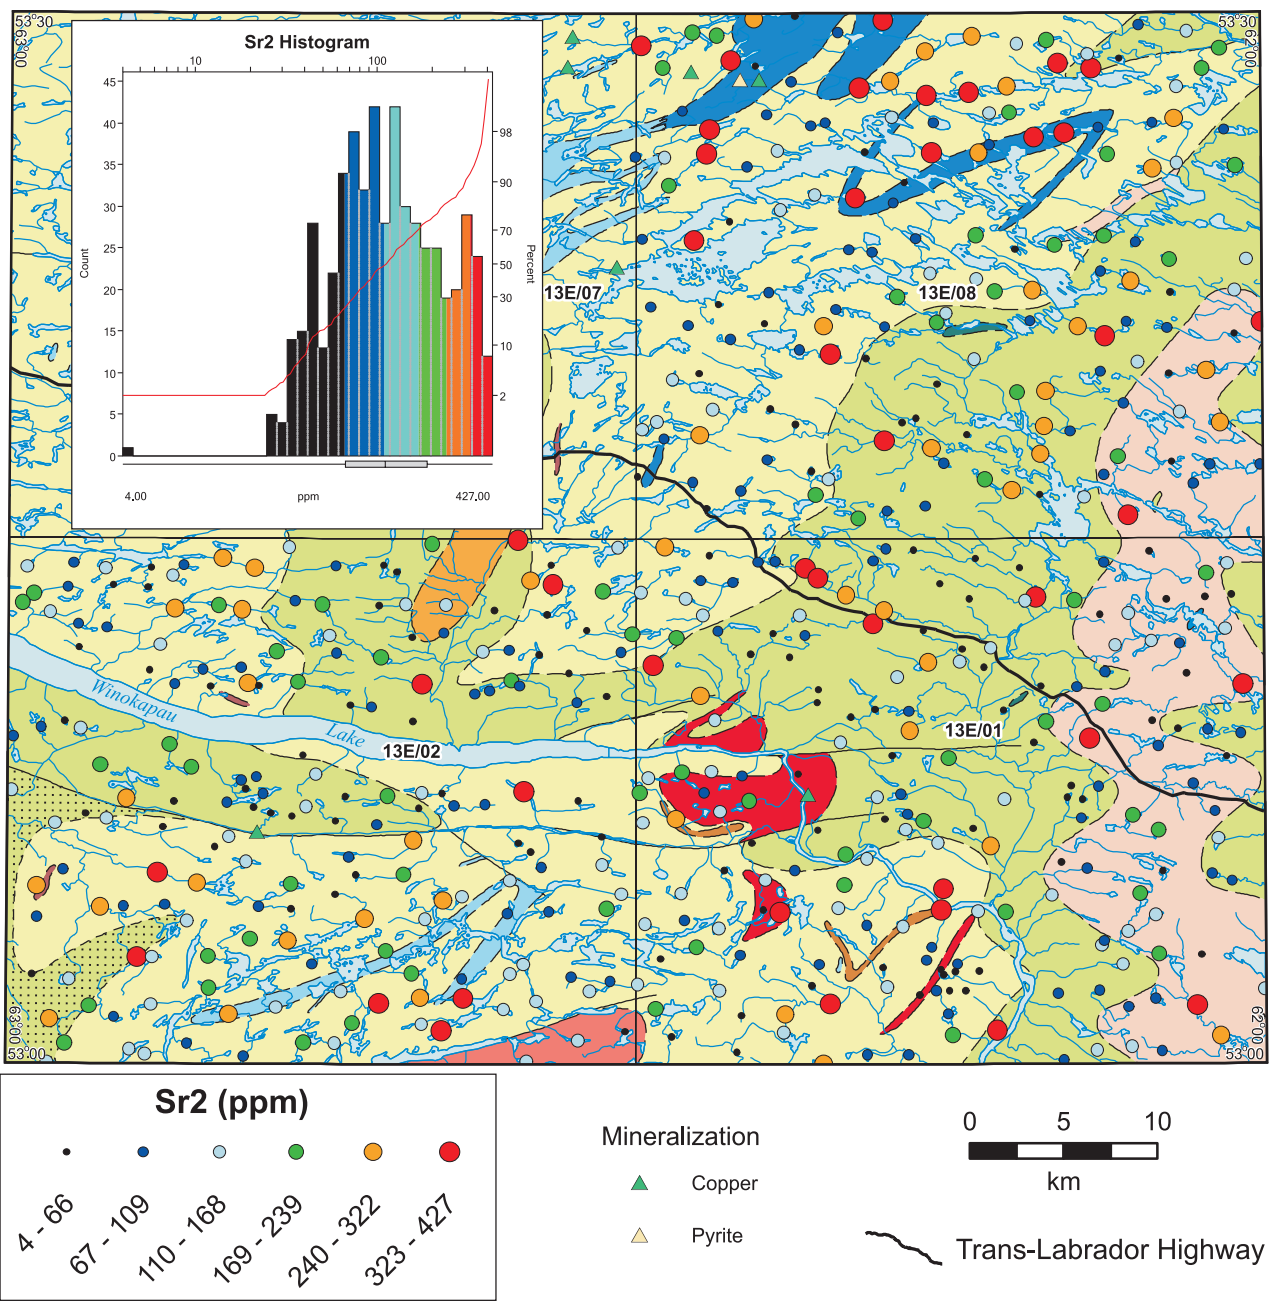 53°30
63°00
53°30
62°00
Sr2 Histogram
10
100
45
40
35
30
25
20
15
10
5
0
98
90
70
50
30
10
2
Count
Percent
4.00
ppm
427.00
13E/07
13E/08
Winokapau
Lake
13E/02
13E/01
63°00
53°00
62°00
53°00
Sr2 (ppm)
4 - 66
67 - 109
110 - 168
169 - 239
240 - 322
323 - 427
Mineralization
Copper
Pyrite
0 5 10
km
Trans-Labrador Highway